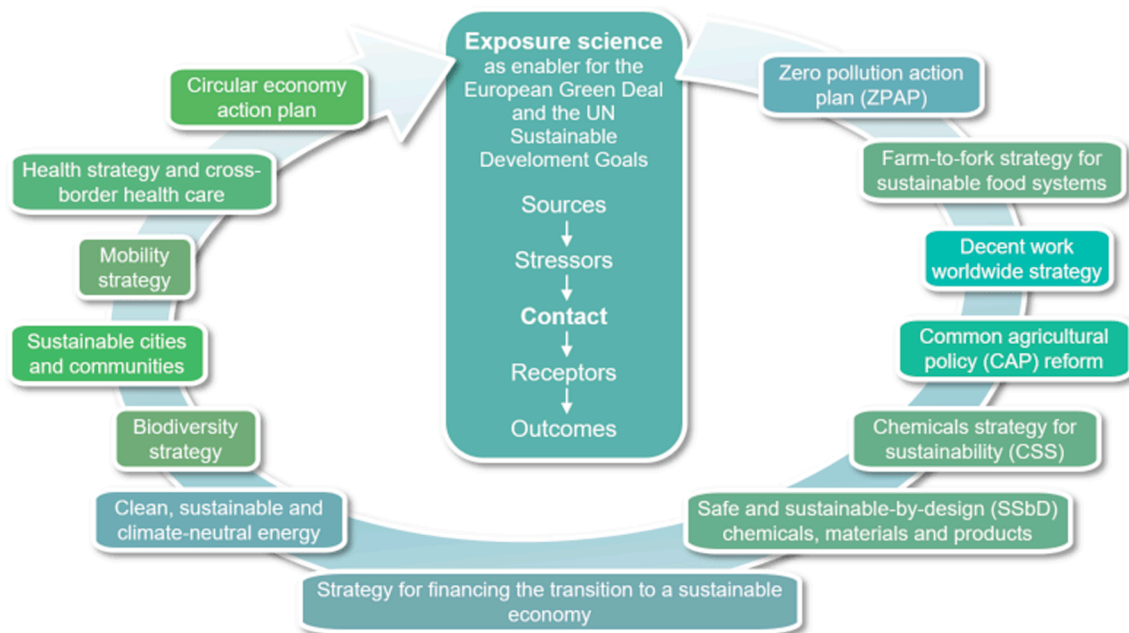 Exposure science
as enabler for the
European Green Deal
and the UN
Sustainable
Develoment Goals
Sources
Stressors
Contact
Receptors
Outcomes
Zero pollution action
plan (ZPAP)
Farm-to-fork strategy for
sustainable food systems
Decent work
worldwide strategy
Common agricultural
policy (CAP) reform
Chemicals strategy for
sustainability (CSS)
Safe and sustainable-by-design (SSbD)
chemicals, materials and products
Strategy for financing the transition to a sustainable
economy
Clean, sustainable and
climate-neutral energy
Biodiversity
strategy
Sustainable cities
and communities
Mobility
strategy
Health strategy and cross-
border health care
Circular economy
action plan